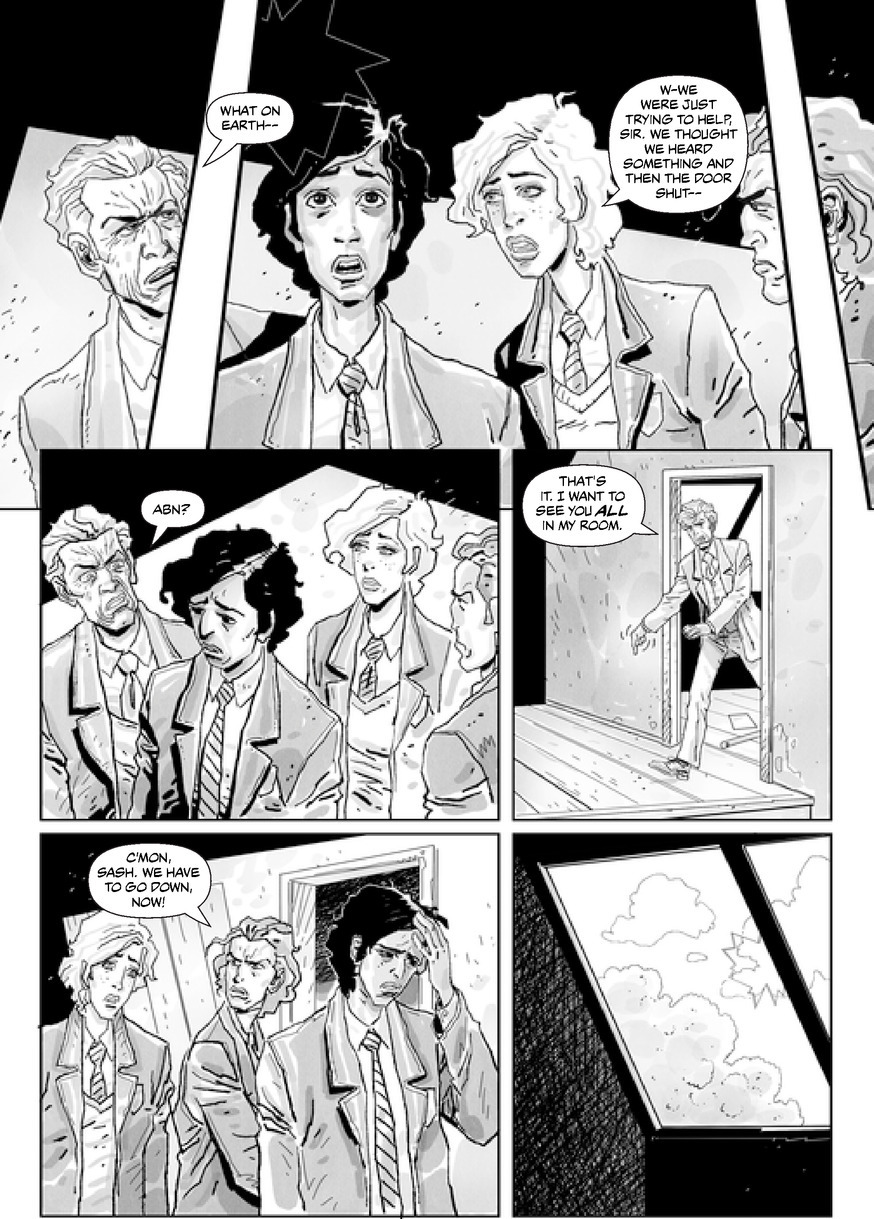 WHAT ON
EARTH--
W-WE
WERE JUST
TRYING TO HELP,
SIR. WE THOUGHT
WE HEARD
SOMETHING AND
THEN THE DOOR
SHUT--
ABN?
THAT'S
IT. I WANT TO
SEE YOU ALL
IN MY ROOM.
C'MON,
SASH. WE HAVE
TO GO DOWN,
NOW!